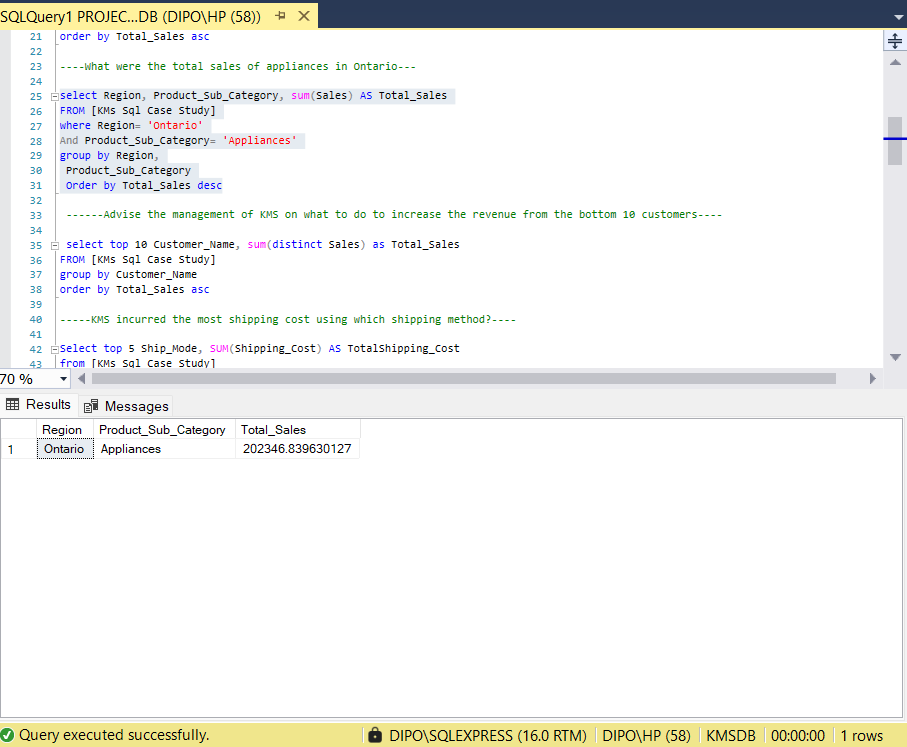 SQLQuery1 PROJEC...DB (DIPO\HP (58))
21 order by Total_Sales asc
22
23 ----What were the total sales of appliances in Ontario---
24
25 select Region, Product_Sub_Category, sum(Sales) AS Total_Sales
26 FROM [KMs Sql Case Study]
27 where Region= 'Ontario'
28 And Product_Sub_Category= 'Appliances'
29 group by Region,
30 Product_Sub_Category
31 Order by Total_Sales desc
32
33 ------Advise the management of KMS on what to do to increase the revenue from the bottom 10 customers----
34
35 select top 10 Customer_Name, sum(distinct Sales) as Total_Sales
36 FROM [KMs Sql Case Study]
37 group by Customer_Name
38 order by Total_Sales asc
39
40 -----KMS incurred the most shipping cost using which shipping method?----
41
42 Select top 5 Ship_Mode, SUM(Shipping_Cost) AS TotalShipping_Cost
43 from [KMs Sql Case Study]
70 %
Results Messages
Region Product_Sub_Category Total_Sales
1 Ontario Appliances 202346.839630127
Query executed successfully. DIPO\SQLEXPRESS (16.0 RTM) DIPO\HP (58) KMSDB 00:00:00 1 rows